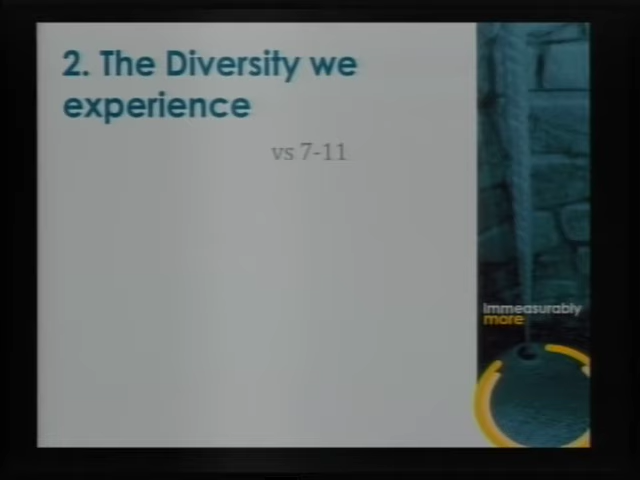 2. The Diversity we
experience
vs 7-11
Immeasurably
more